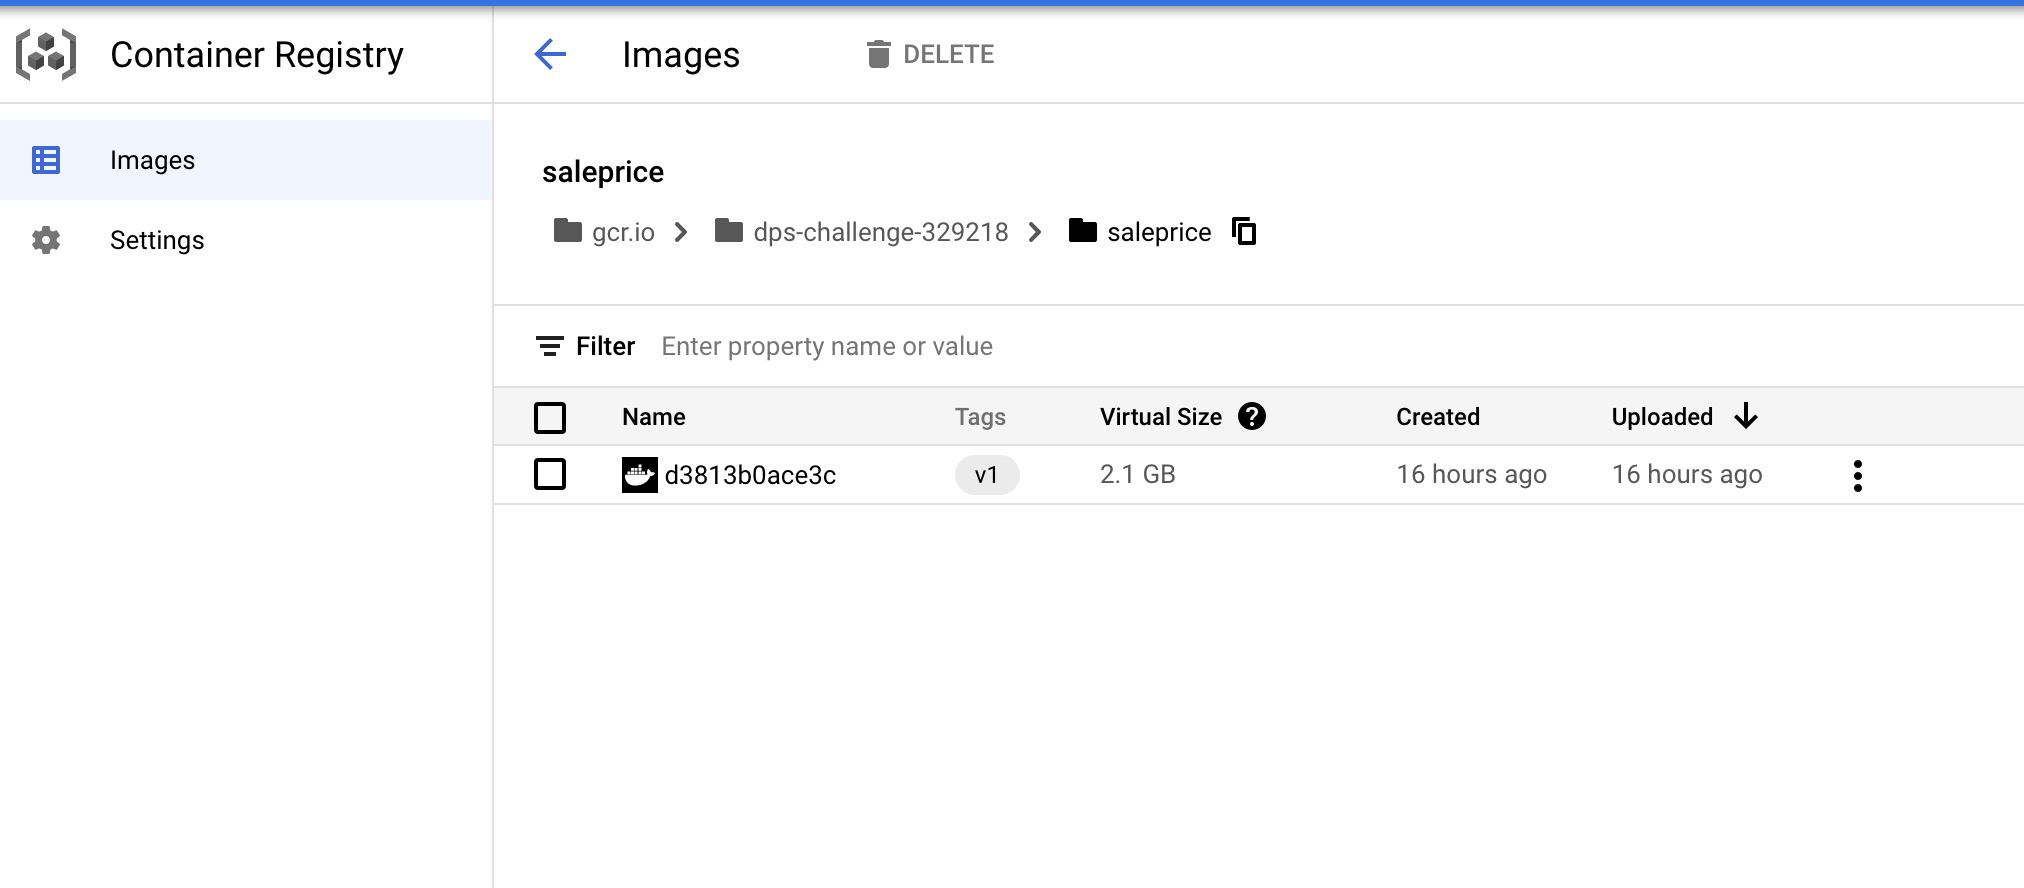 Container Registry
Images DELETE
Images
Settings
saleprice
gcr.io dps-challenge-329218 saleprice
Filter Enter property name or value
Name Tags Virtual Size ? Created Uploaded
d3813b0ace3c v1 2.1 GB 16 hours ago 16 hours ago